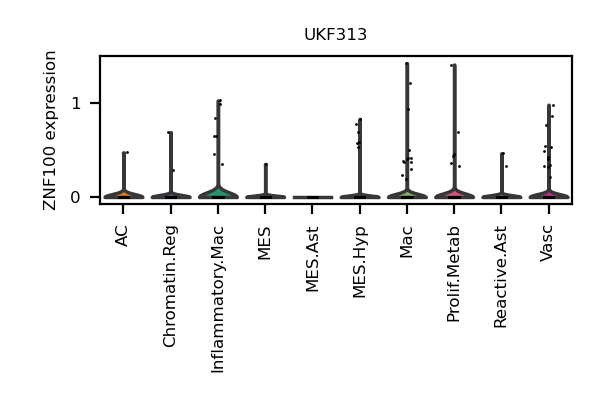 UKF313
ZNF100 expression
1
0
AC
Chromatin.Reg
Inflammatory.Mac
MES
MES.Ast
MES.Hyp
Mac
Prolif.Metab
Reactive.Ast
Vasc